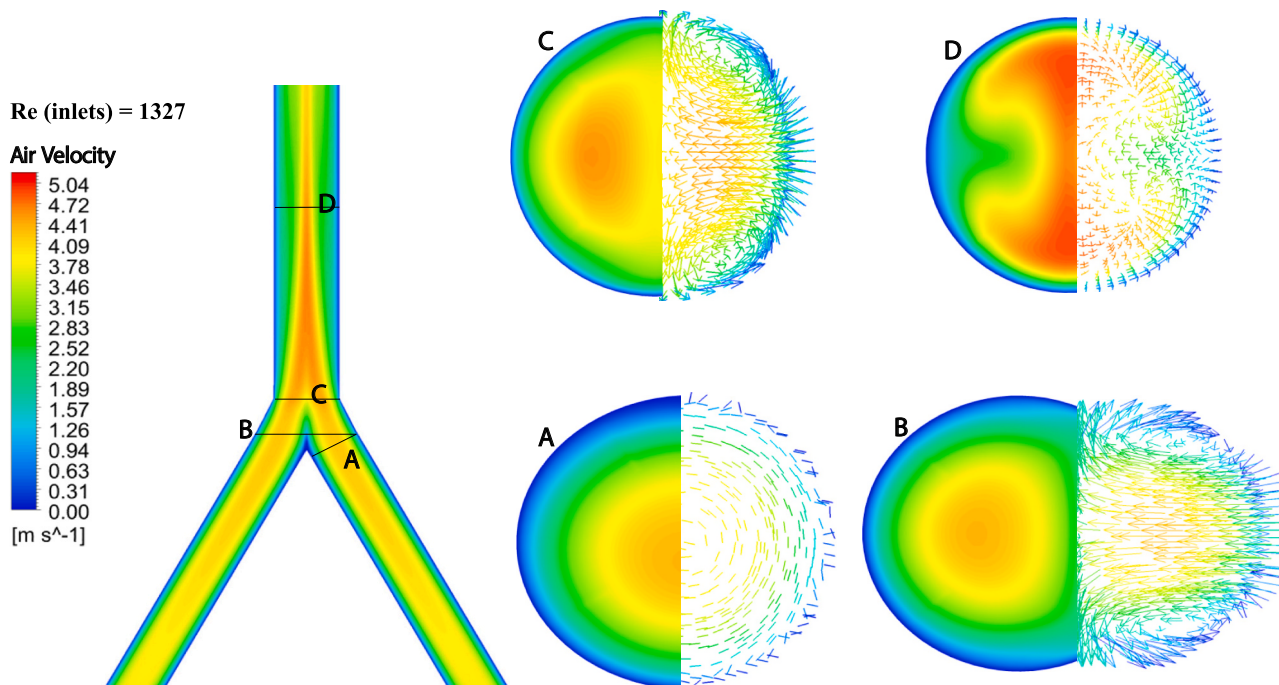 Re (inlets) = 1327
Air Velocity
5.04
4.72
4.41
4.09
3.78
3.46
3.15
2.83
2.52
2.20
1.89
1.57
1.26
0.94
0.63
0.31
0.00
[m s^-1]
D
C
B
A
C
D
A
B